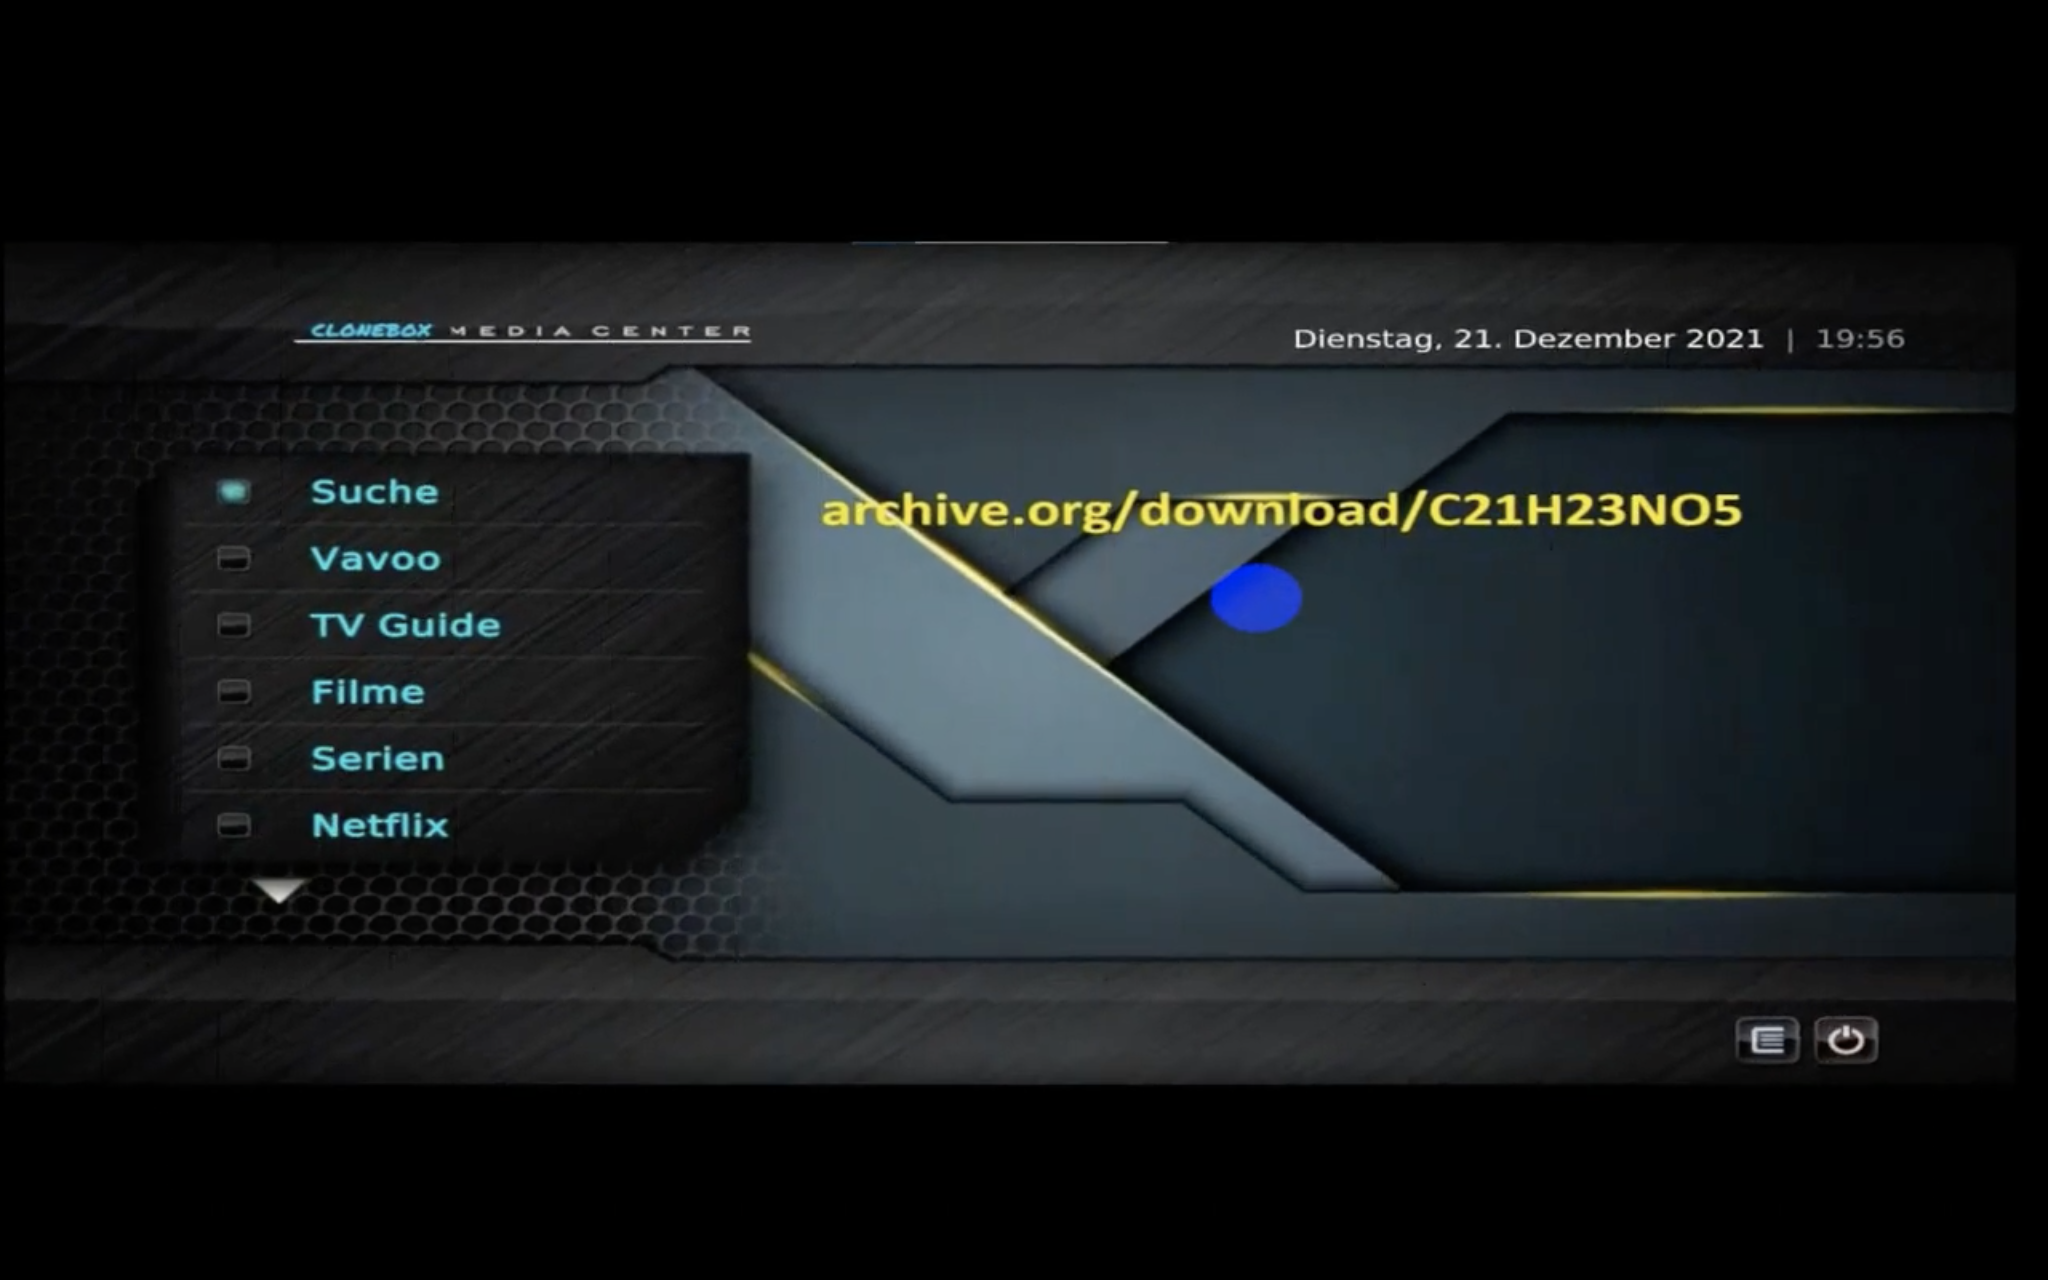 CLONEBOX MEDIA CENTER
Dienstag, 21. Dezember 2021 | 19:56
Suche
Vavoo
TV Guide
Filme
Serien
Netflix
archive.org/download/C21H23NO5